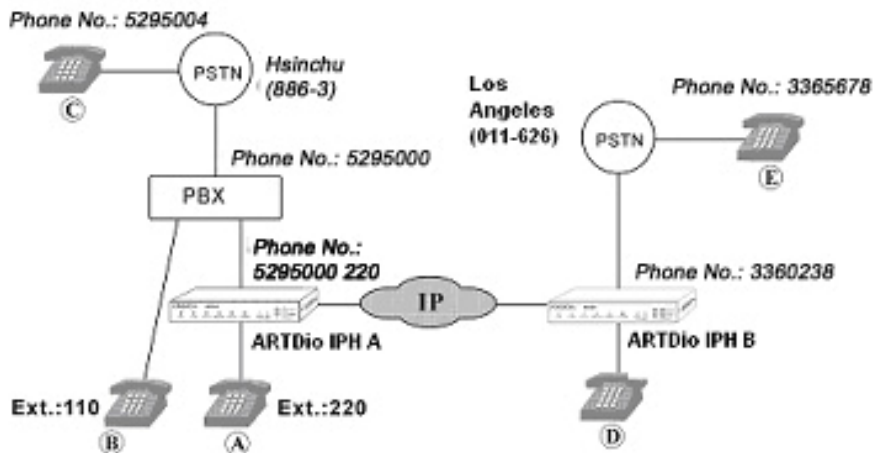 Phone No.: 5295004
PSTN
Hsinchu
(886-3)
C
Phone No.: 5295000
PBX
Phone No.:
5295000 220
ARTDio IPH A
Ext.:110
B
A
Ext.:220
IP
Los
Angeles
(011-626)
Phone No.: 3365678
PSTN
E
Phone No.: 3360238
ARTDio IPH B
D